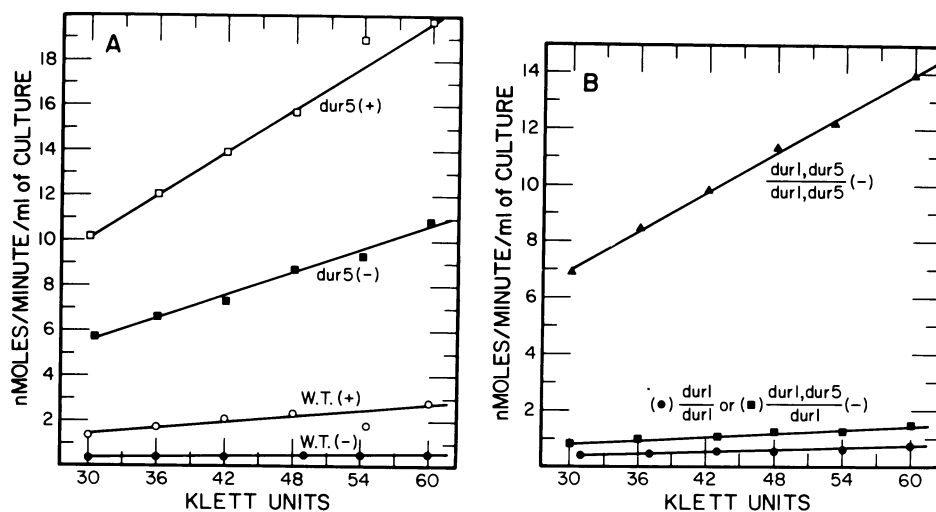 A
nMOLES/MINUTE/ml of CULTURE
18
16
14
12
10
8
6
4
2
dur5(+)
dur5(-)
W.T.(+)
W.T.(-)
30 36 42 48 54 60
KLETT UNITS
B
nMOLES/MINUTE/ml of CULTURE
14
12
10
8
6
4
2
dur1,dur5
dur1,dur5 (-)
(●) dur1/dur1 or (■) dur1,dur5/dur1 (-)
30 36 42 48 54 60
KLETT UNITS